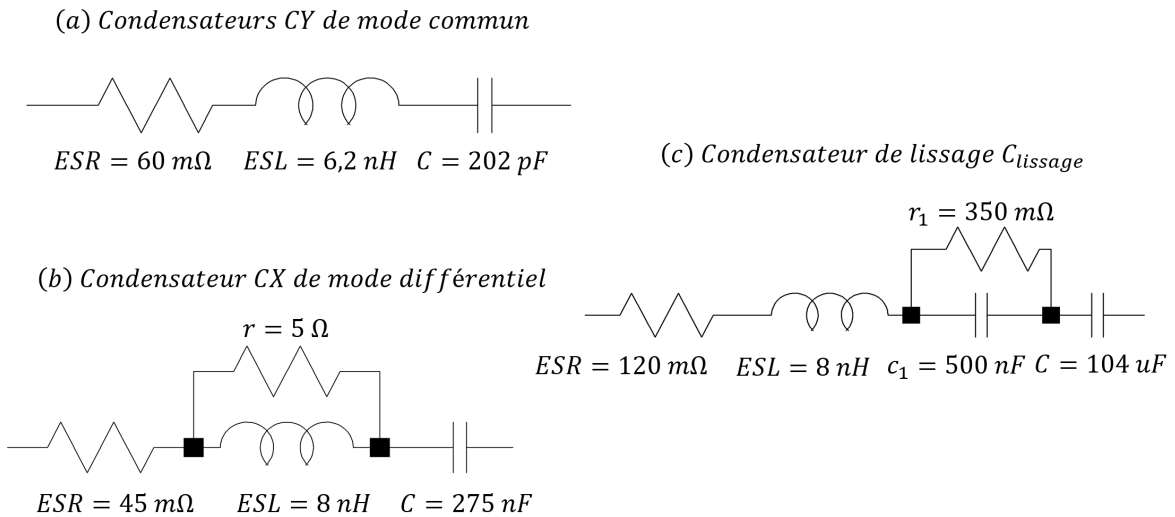 (a) Condensateurs CY de mode commun
ESR = 60 mΩ ESL = 6,2 nH C = 202 pF
(b) Condensateur CX de mode différentiel
r = 5 Ω
ESR = 45 mΩ ESL = 8 nH C = 275 nF
(c) Condensateur de lissage C_lissage
r₁ = 350 mΩ
ESR = 120 mΩ ESL = 8 nH c₁ = 500 nF C = 104 uF